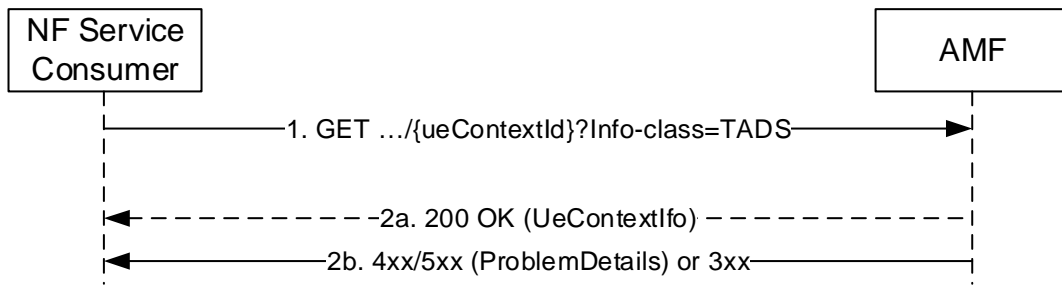 NF Service
Consumer
AMF
1. GET …/{ueContextId}?Info-class=TADS
2a. 200 OK (UeContextIfo)
2b. 4xx/5xx (ProblemDetails) or 3xx